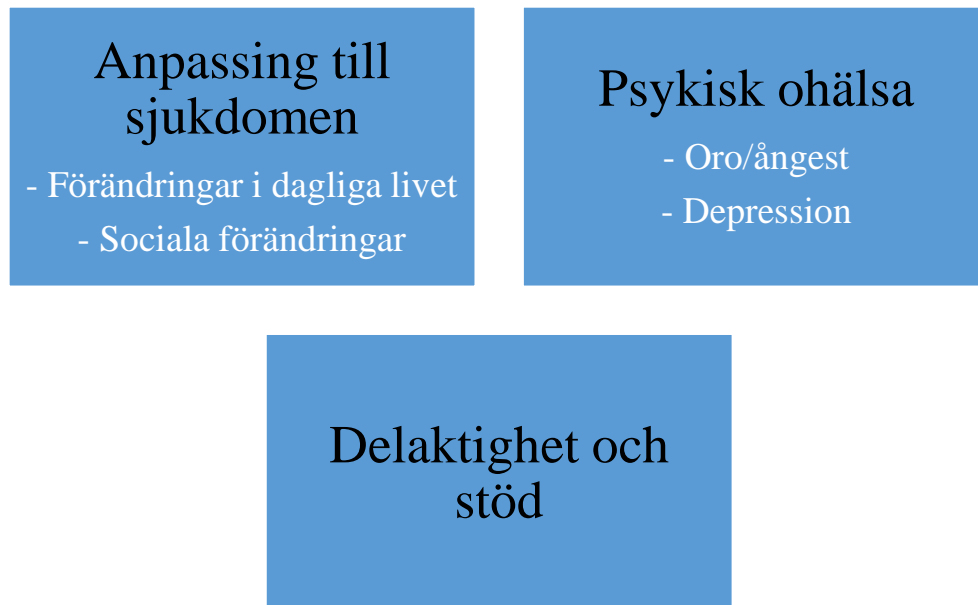 Anpassing till
sjukdomen
- Förändringar i dagliga livet
- Sociala förändringar
Psykisk ohälsa
- Oro/ångest
- Depression
Delaktighet och
stöd